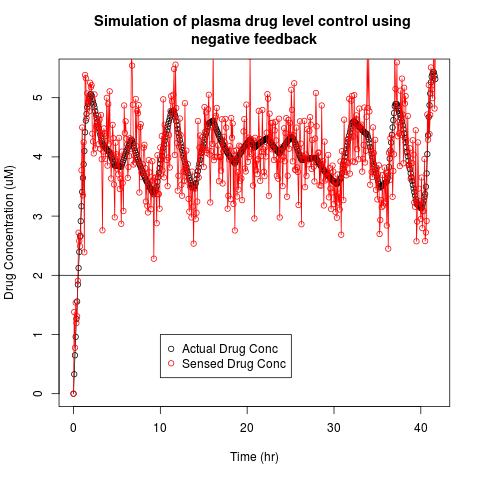 Simulation of plasma drug level control using
negative feedback
Drug Concentration (uM)
5
4
3
2
1
0
Actual Drug Conc
Sensed Drug Conc
0 10 20 30 40
Time (hr)